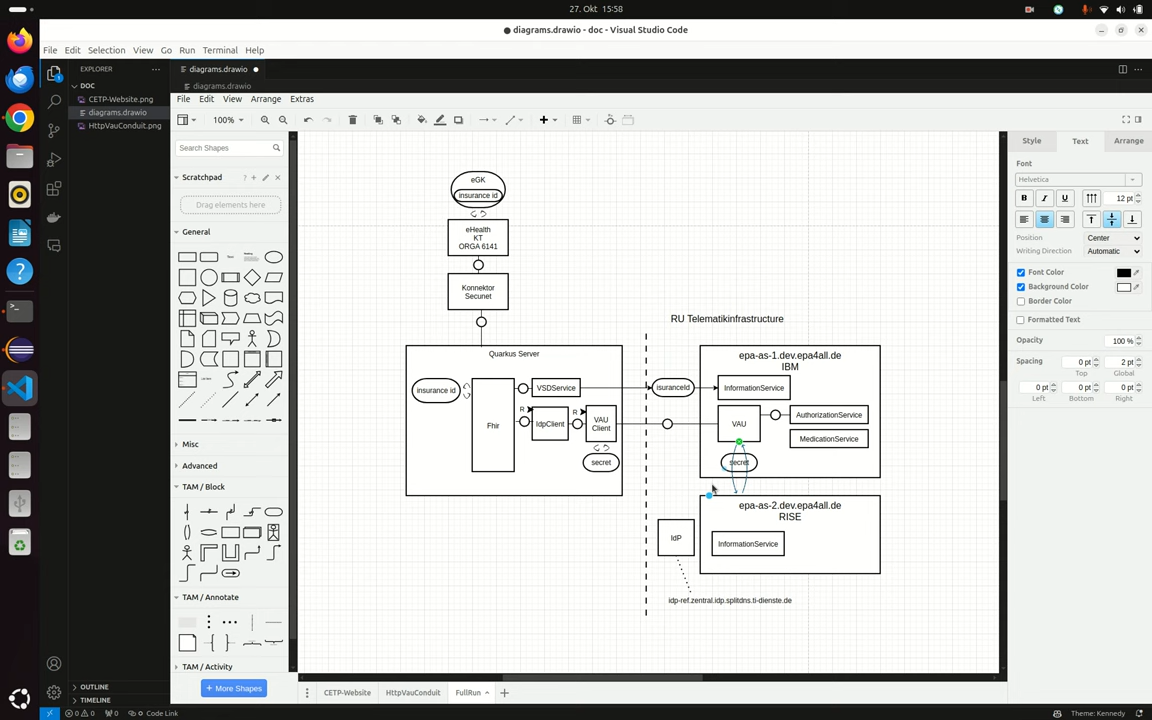 27. Okt 15:58
diagrams.drawio - doc - Visual Studio Code
File Edit Selection View Go Run Terminal Help
EXPLORER
DOC
CETP-Website.png
diagrams.drawio
HttpVauConduit.png
OUTLINE
TIMELINE
diagrams.drawio
diagrams.drawio
File Edit View Arrange Extras
100%
Search Shapes
Scratchpad
Drag elements here
General
Misc
Advanced
TAM / Block
TAM / Annotate
TAM / Activity
+ More Shapes
eGK
insurance id
eHealth
KT
ORGA 6141
Konnektor
Secunet
RU Telematikinfrastructure
Quarkus Server
insurance id
Fhir
VSDService
R
IdpClient
R
VAU
Client
secret
isuranceId
epa-as-1.dev.epa4all.de
IBM
InformationService
VAU
AuthorizationService
MedicationService
secret
epa-as-2.dev.epa4all.de
RISE
IdP
InformationService
idp-ref.zentral.idp.splitdns.ti-dienste.de
CETP-Website HttpVauConduit FullRun
Style Text Arrange
Font
Helvetica
B I U 12 pt
Position Center
Writing Direction Automatic
Font Color
Background Color
Border Color
Formatted Text
Opacity 100 %
Spacing 0 pt 2 pt
Top Global
0 pt 0 pt 0 pt
Left Bottom Right
0 0 0 Code Link
Theme: Kennedy